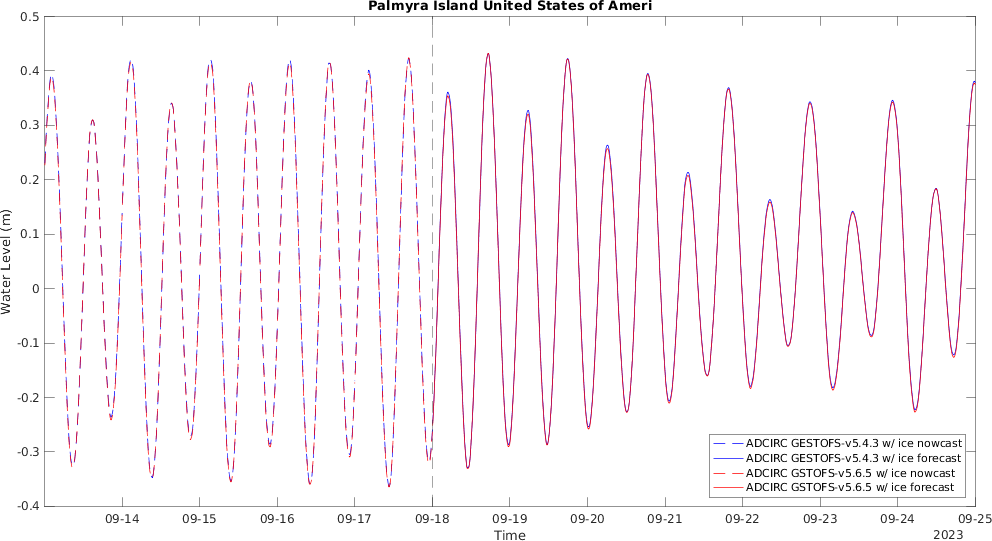 Palmyra Island United States of Ameri
0.5
0.4
0.3
0.2
0.1
0
-0.1
-0.2
-0.3
-0.4
Water Level (m)
ADCIRC GESTOFS-v5.4.3 w/ ice nowcast
ADCIRC GESTOFS-v5.4.3 w/ ice forecast
ADCIRC GSTOFS-v5.6.5 w/ ice nowcast
ADCIRC GSTOFS-v5.6.5 w/ ice forecast
09-14 09-15 09-16 09-17 09-18 09-19 09-20 09-21 09-22 09-23 09-24 09-25
Time
2023